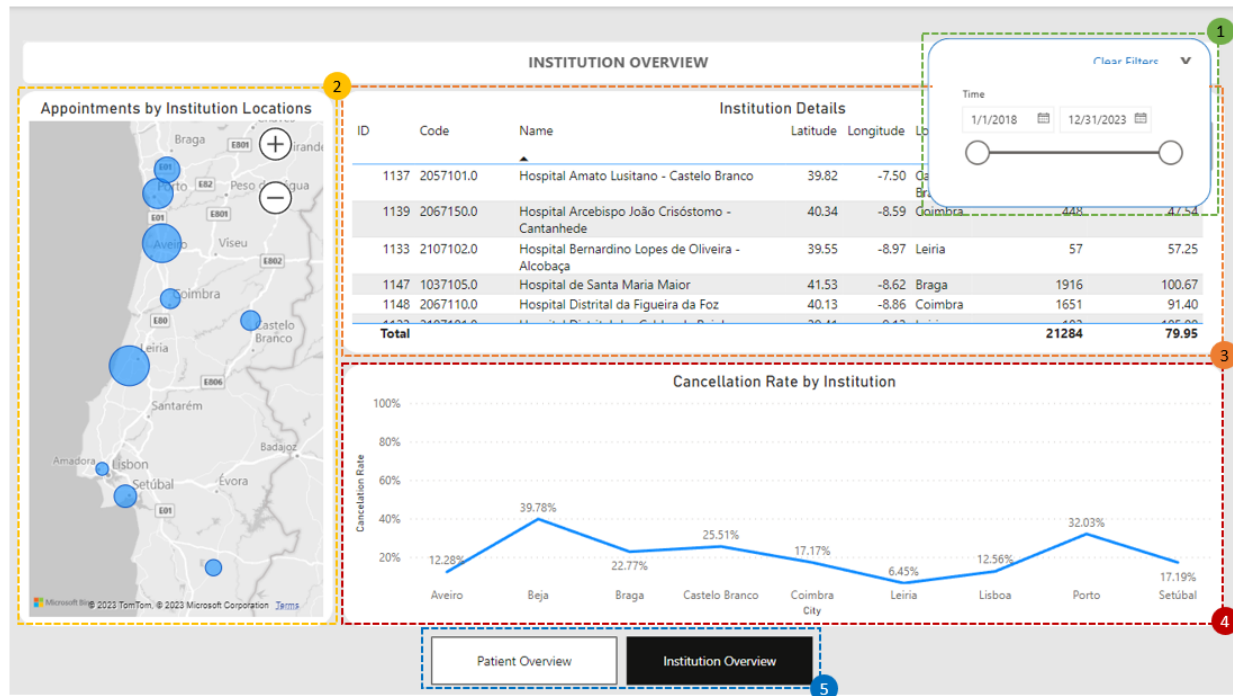 1
INSTITUTION OVERVIEW
Clear Filters
Time
1/1/2018
12/31/2023
2
Appointments by Institution Locations
Braga
E801
E01
Porto
E82
Peso
E01
E801
Aveiro
Viseu
E802
Coimbra
E80
Castelo
Branco
Leiria
E806
Santarém
Badajoz
Amadora
Lisbon
Setúbal
Évora
E01
© 2023 TomTom, © 2023 Microsoft Corporation Terms
Institution Details
ID Code Name Latitude Longitude
1137 2057101.0 Hospital Amato Lusitano - Castelo Branco 39.82 -7.50
1139 2067150.0 Hospital Arcebispo João Crisóstomo - 40.34 -8.59 Coimbra 448 47.54
Cantanhede
1133 2107102.0 Hospital Bernardino Lopes de Oliveira - 39.55 -8.97 Leiria 57 57.25
Alcobaça
1147 1037105.0 Hospital de Santa Maria Maior 41.53 -8.62 Braga 1916 100.67
1148 2067110.0 Hospital Distrital da Figueira da Foz 40.13 -8.86 Coimbra 1651 91.40
Total 21284 79.95
3
Cancellation Rate by Institution
Cancelation Rate
100%
80%
60%
40%
20%
12.28%
39.78%
22.77%
25.51%
17.17%
6.45%
12.56%
32.03%
17.19%
Aveiro Beja Braga Castelo Branco Coimbra Leiria Lisboa Porto Setúbal
City
4
Patient Overview
Institution Overview
5